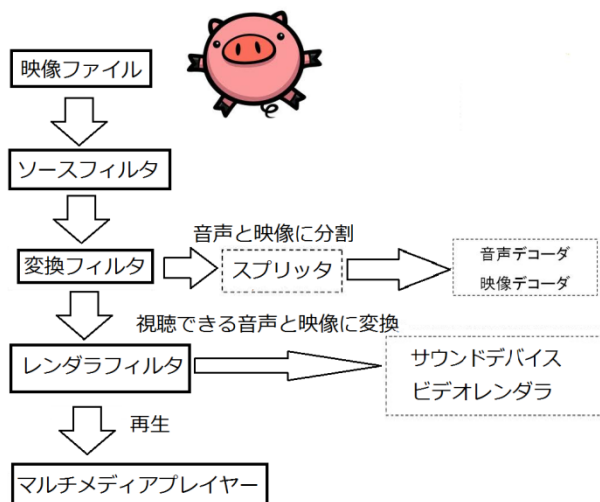 映像ファイル
ソースフィルタ
音声と映像に分割
変換フィルタ
スプリッタ
音声デコーダ
映像デコーダ
視聴できる音声と映像に変換
レンダラフィルタ
サウンドデバイス
ビデオレンダラ
再生
マルチメディアプレイヤー